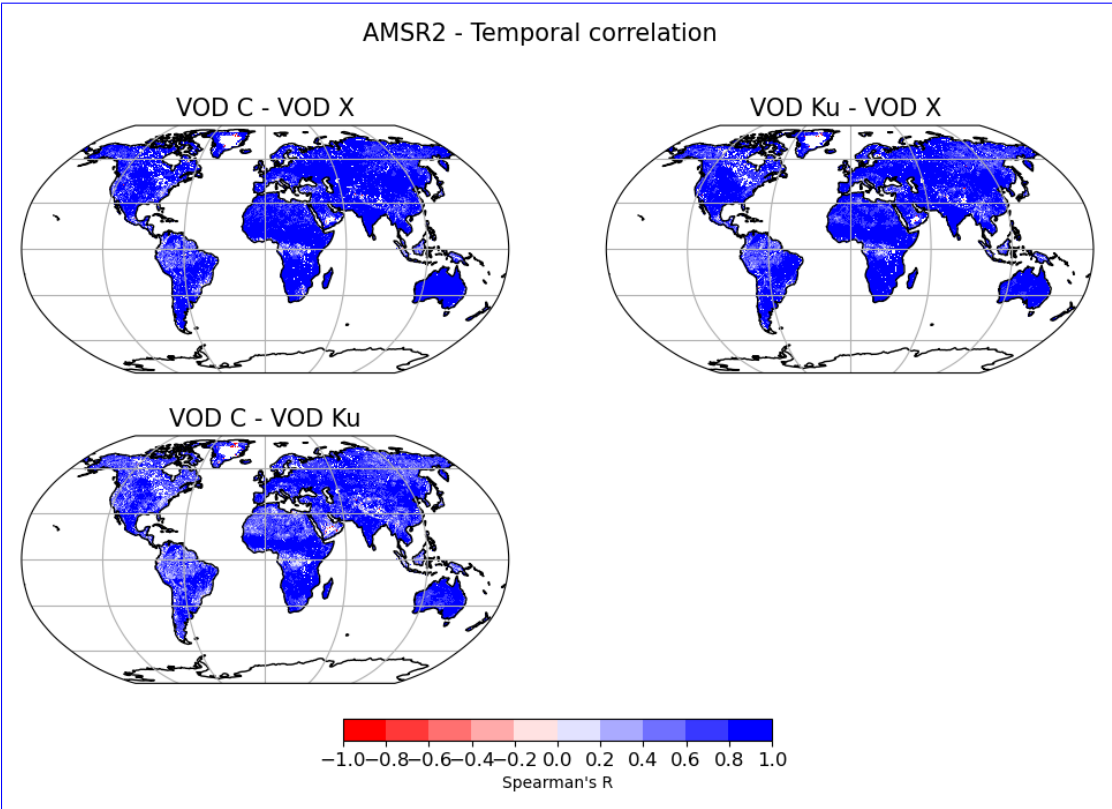 AMSR2 - Temporal correlation
VOD C - VOD X
VOD Ku - VOD X
VOD C - VOD Ku
−1.0−0.8−0.6−0.4−0.2 0.0 0.2 0.4 0.6 0.8 1.0
Spearman's R